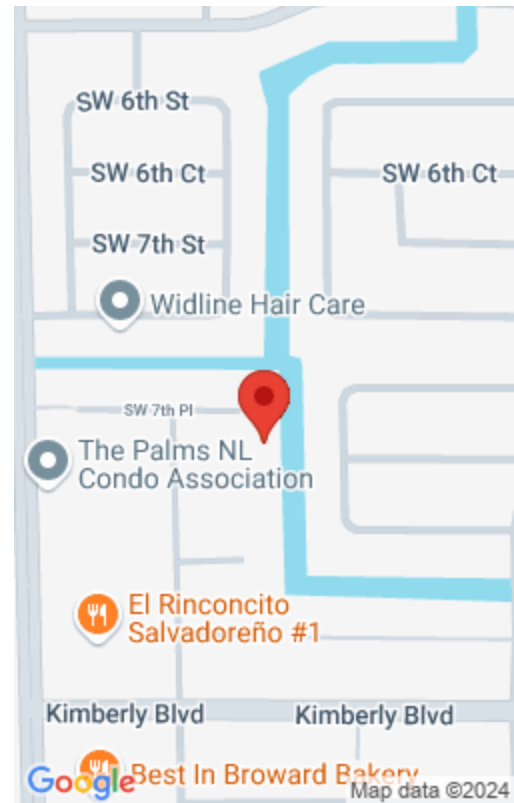 SW 6th St
SW 6th Ct
SW 6th Ct
SW 7th St
Widline Hair Care
SW 7th Pl
The Palms NL
Condo Association
El Rinconcito
Salvadoreño #1
Kimberly Blvd
Kimberly Blvd
Best In Broward Bakery
Google
Map data ©2024